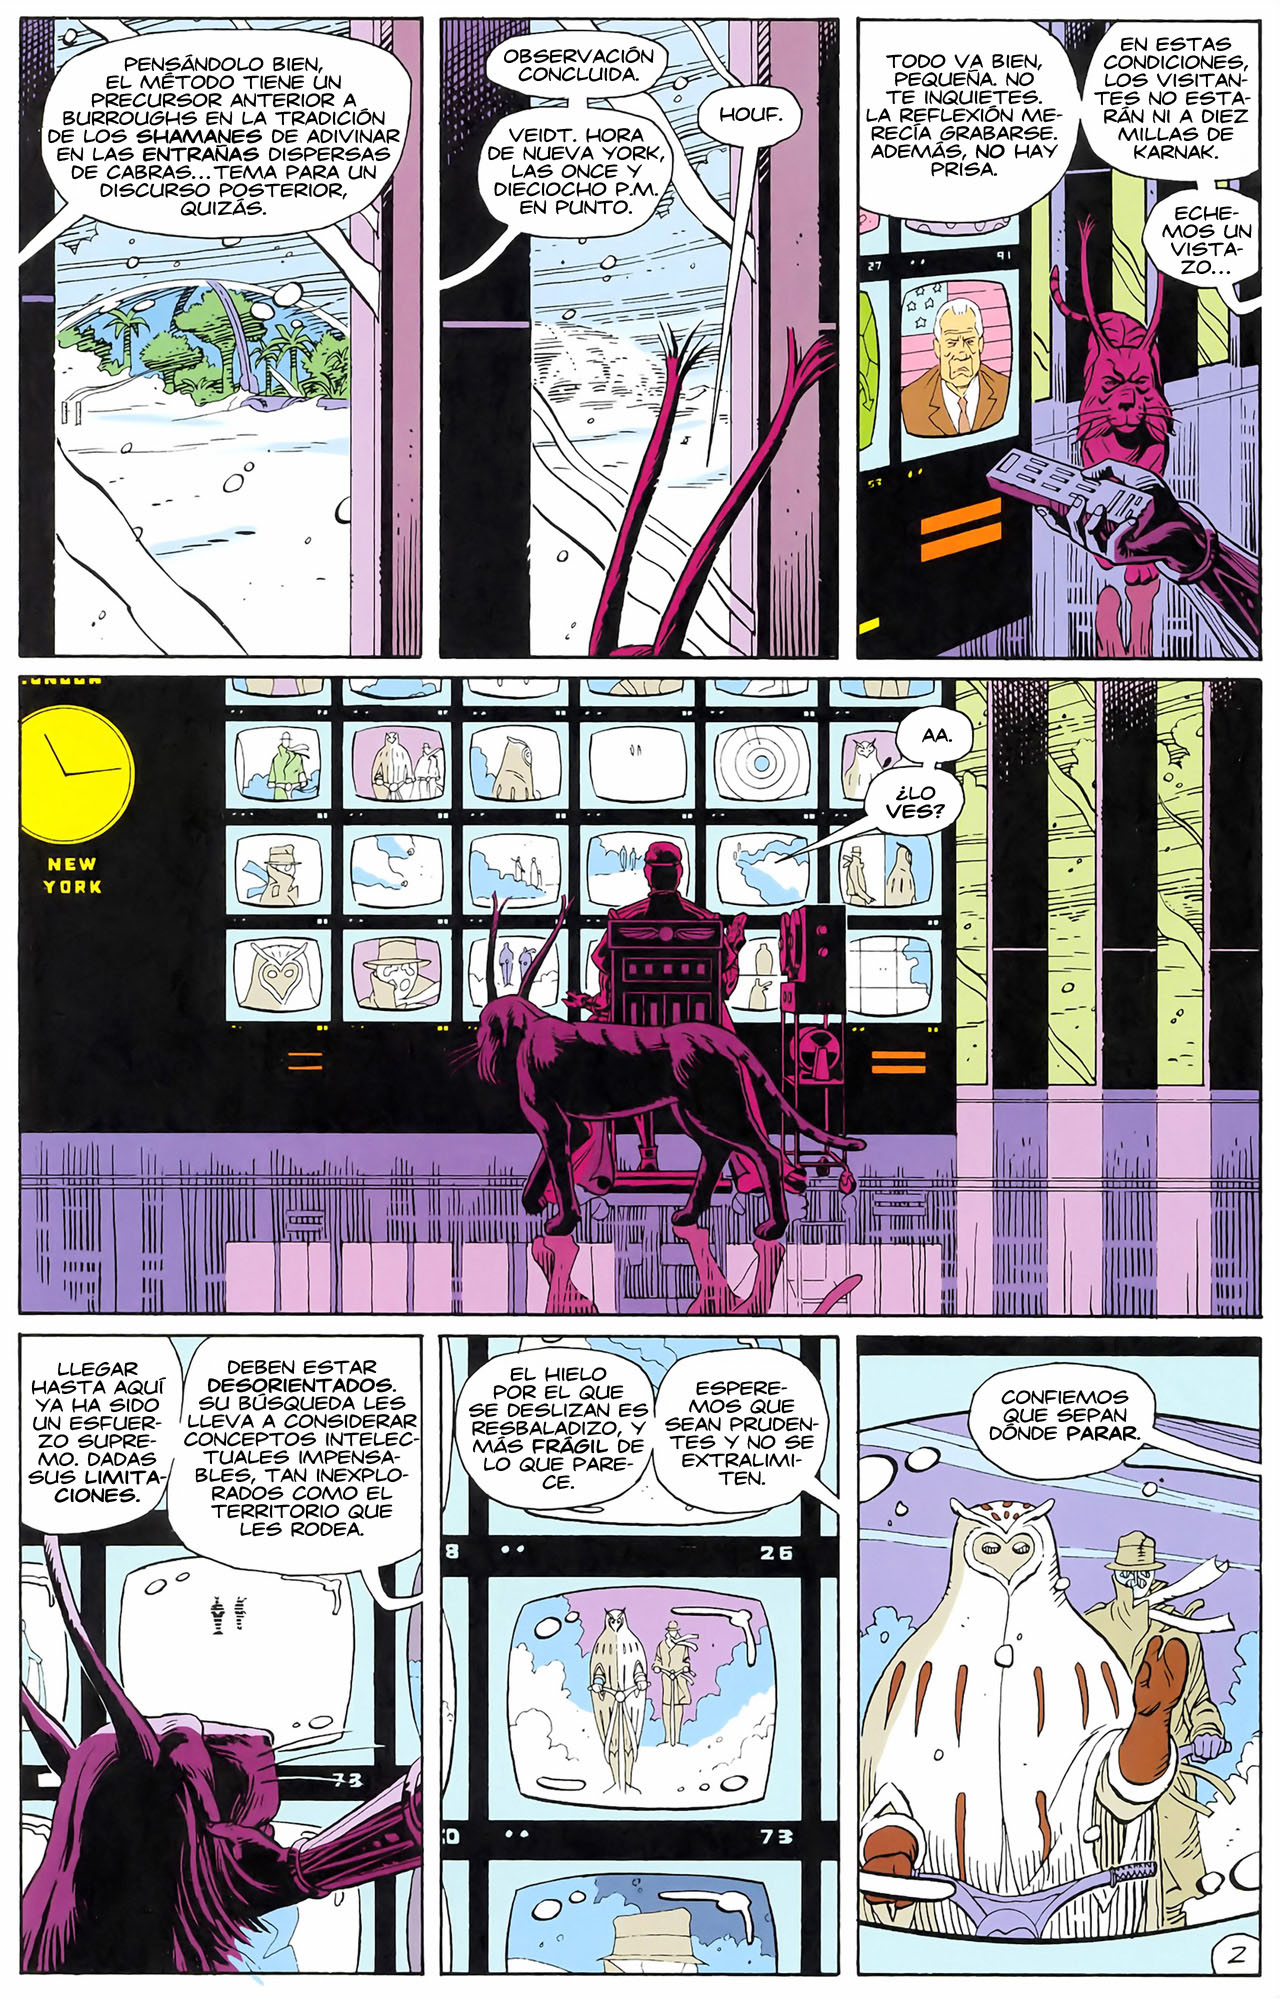 PENSÁNDOLO BIEN,
EL MÉTODO TIENE UN
PRECURSOR ANTERIOR A
BURROUGHS EN LA TRADICIÓN
DE LOS SHAMANES DE ADIVINAR
EN LAS ENTRAÑAS DISPERSAS
DE CABRAS... TEMA PARA UN
DISCURSO POSTERIOR,
QUIZÁS.
OBSERVACIÓN
CONCLUIDA.
VEIDT. HORA
DE NUEVA YORK,
LAS ONCE Y
DIECIOCHO P.M.
EN PUNTO.
HOUF.
TODO VA BIEN,
PEQUEÑA. NO
TE INQUIETES.
LA REFLEXIÓN ME-
RECÍA GRABARSE.
ADEMÁS, NO HAY
PRISA.
EN ESTAS
CONDICIONES,
LOS VISITAN-
TES NO ESTA-
RÁN NI A DIEZ
MILLAS DE
KARNAK.
ECHE-
MOS UN
VISTA-
ZO...
27
91
53
LONDON
NEW
YORK
AA.
¿LO
VES?
LLEGAR
HASTA AQUÍ
YA HA SIDO
UN ESFUER-
ZO SUPRE-
MO. DADAS
SUS LIMITA-
CIONES.
DEBEN ESTAR
DESORIENTADOS.
SU BÚSQUEDA LES
LLEVA A CONSIDERAR
CONCEPTOS INTELEC-
TUALES IMPENSA-
BLES, TAN INEXPLO-
RADOS COMO EL
TERRITORIO QUE
LES RODEA.
73
EL HIELO
POR EL QUE
SE DESLIZAN ES
RESBALADIZO, Y
MÁS FRÁGIL DE
LO QUE PARE-
CE.
ESPERE-
MOS QUE
SEAN PRUDEN-
TES Y NO SE
EXTRALIMI-
TEN.
8
26
0
73
CONFIEMOS
QUE SEPAN
DÓNDE PARAR.
2